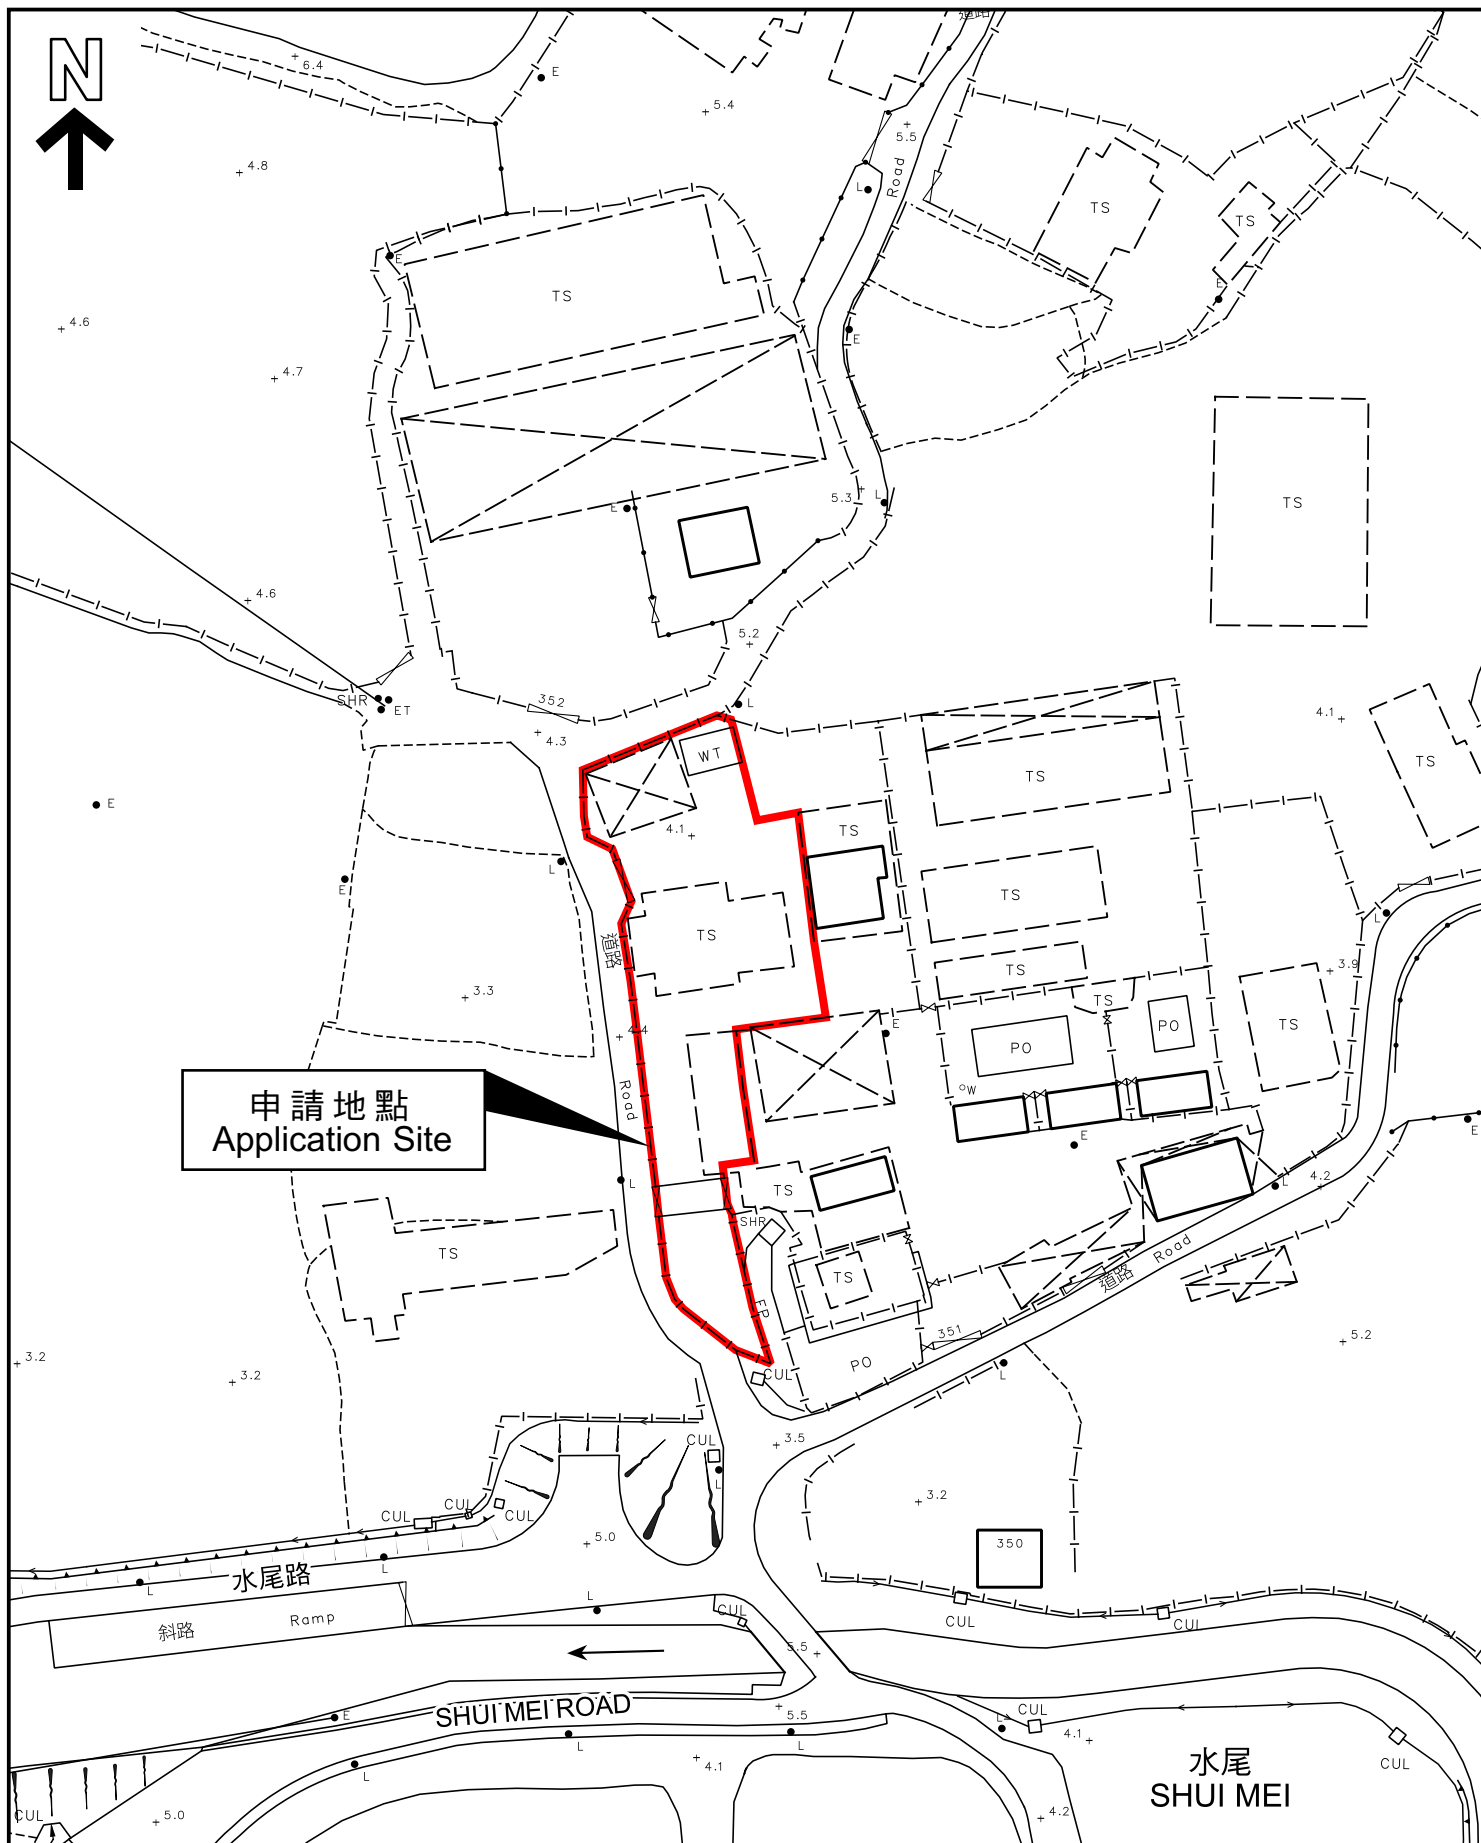 道路
N
6.4
E
5.4
5.5
4.8
Road
L
TS
TS
E
TS
E
4.6
E
4.7
5.3
L
E
TS
4.6
5.2
SHR
ET
352
L
4.3
4.1
WT
TS
TS
E
4.1
TS
L
E
TS
L
道路
TS
TS
3.9
3.3
TS
4.4
E
PO
PO
TS
申請地點
Application Site
Road
W
E
L
TS
L
4.2
SHR
TS
TS
道路
Road
FP
351
5.2
3.2
PO
L
3.2
CUL
CUL
3.5
L
3.2
CUL
CUL
CUL
5.0
350
L
L
水尾路
L
CUL
CUL
CUL
斜路
Ramp
5.5
SHUI MEI ROAD
E
5.5
L
CUL
L
L
4.1
水尾
SHUI MEI
CUL
L
4.1
CUL
5.0
4.2